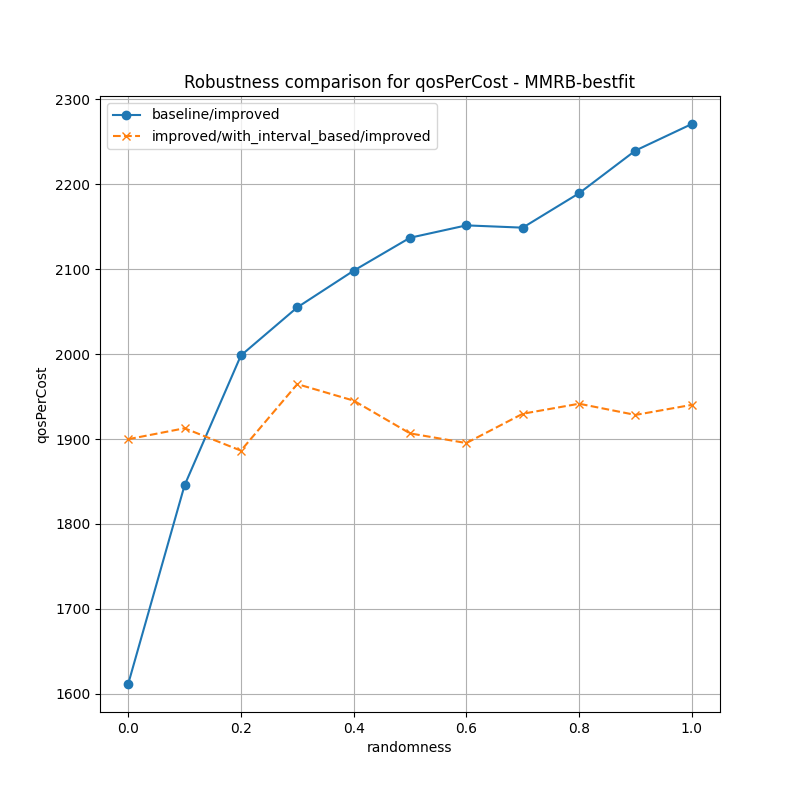 Robustness comparison for qosPerCost - MMRB-bestfit
baseline/improved
improved/with_interval_based/improved
2300
2200
2100
2000
1900
1800
1700
1600
qosPerCost
0.0 0.2 0.4 0.6 0.8 1.0
randomness